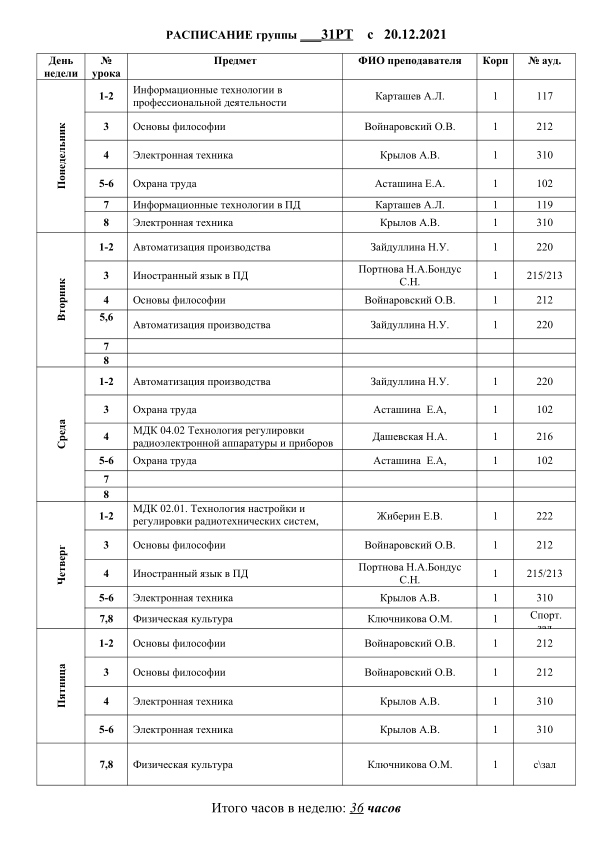 РАСПИСАНИЕ группы ___31РТ с 20.12.2021
День недели № урока Предмет ФИО преподавателя Корп № ауд.
Понедельник
1-2 Информационные технологии в профессиональной деятельности Карташев А.Л. 1 117
3 Основы философии Войнаровский О.В. 1 212
4 Электронная техника Крылов А.В. 1 310
5-6 Охрана труда Асташина Е.А. 1 102
7 Информационные технологии в ПД Карташев А.Л. 1 119
8 Электронная техника Крылов А.В. 1 310
Вторник
1-2 Автоматизация производства Зайдуллина Н.У. 1 220
3 Иностранный язык в ПД Портнова Н.А.Бондус С.Н. 1 215/213
4 Основы философии Войнаровский О.В. 1 212
5,6 Автоматизация производства Зайдуллина Н.У. 1 220
7
8
Среда
1-2 Автоматизация производства Зайдуллина Н.У. 1 220
3 Охрана труда Асташина Е.А, 1 102
4 МДК 04.02 Технология регулировки радиоэлектронной аппаратуры и приборов Дашевская Н.А. 1 216
5-6 Охрана труда Асташина Е.А, 1 102
7
8
Четверг
1-2 МДК 02.01. Технология настройки и регулировки радиотехнических систем, Жиберин Е.В. 1 222
3 Основы философии Войнаровский О.В. 1 212
4 Иностранный язык в ПД Портнова Н.А.Бондус С.Н. 1 215/213
5-6 Электронная техника Крылов А.В. 1 310
7,8 Физическая культура Ключникова О.М. 1 Спорт. зал
Пятница
1-2 Основы философии Войнаровский О.В. 1 212
3 Основы философии Войнаровский О.В. 1 212
4 Электронная техника Крылов А.В. 1 310
5-6 Электронная техника Крылов А.В. 1 310
7,8 Физическая культура Ключникова О.М. 1 с\зал
Итого часов в неделю: 36 часов